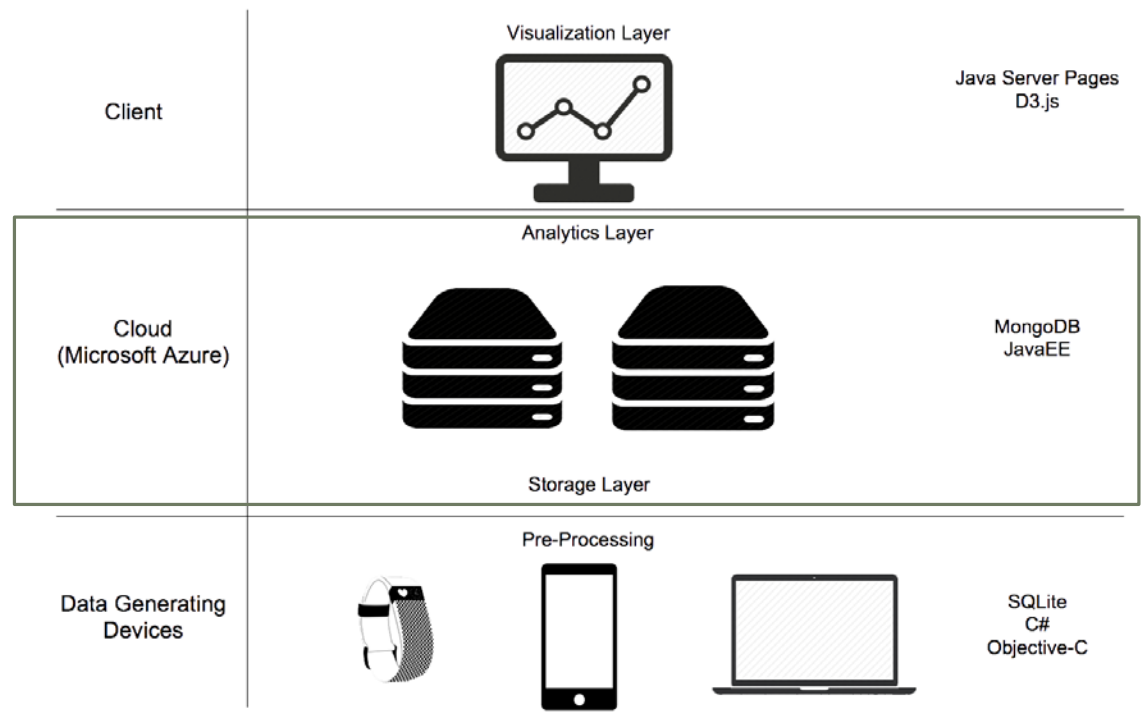 Visualization Layer
Client
Java Server Pages
D3.js
Analytics Layer
Cloud
(Microsoft Azure)
MongoDB
JavaEE
Storage Layer
Pre-Processing
Data Generating
Devices
SQLite
C#
Objective-C